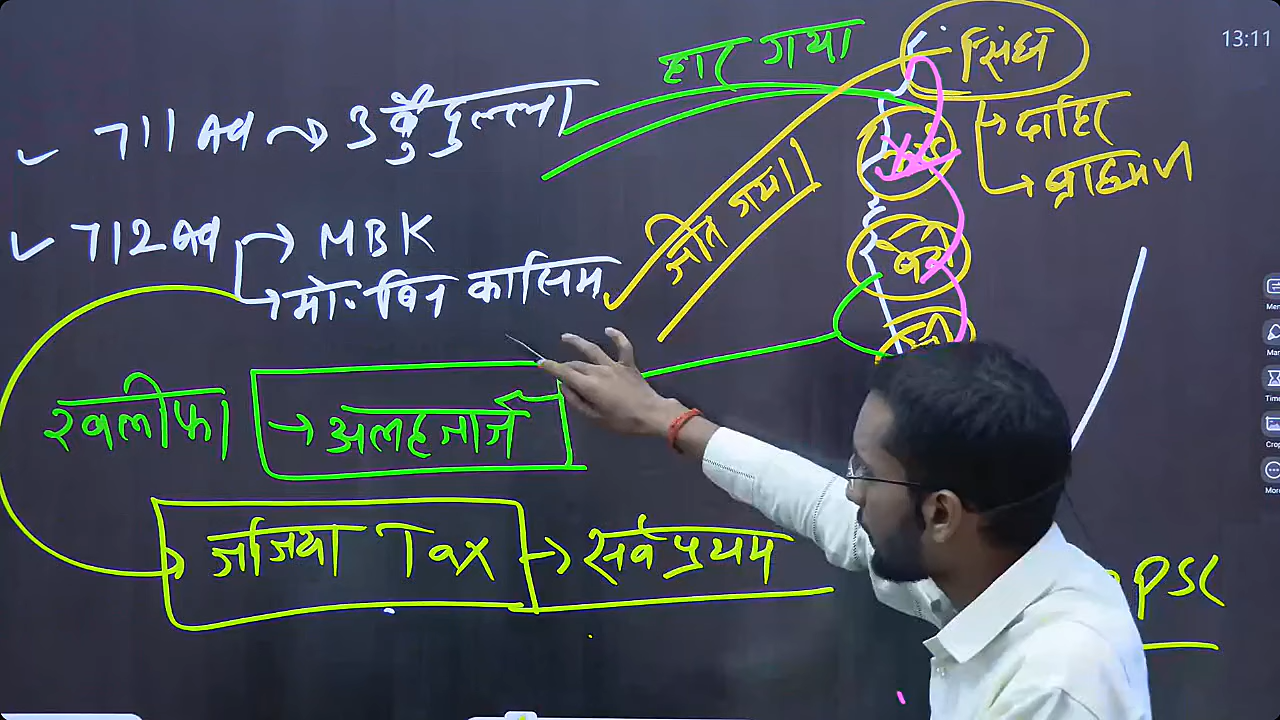 13:11
हार गया
सिंध
→ दाहिर
→ ब्राह्मण
✓ 711 AD → उबैदुल्ला
जीत गया।
✓ 712 AD → MBK
→ मो. बिन कासिम
खलीफा → अलहजाज
जजिया Tax → सर्वप्रथम
PSC